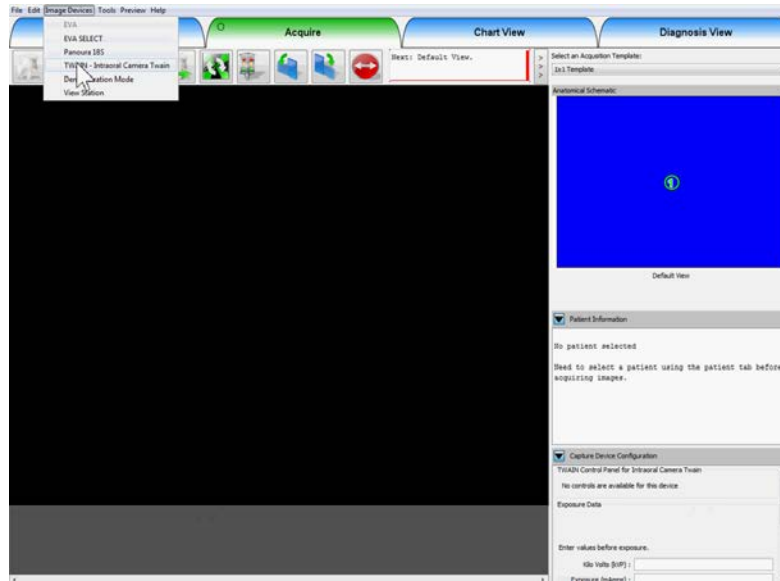 File Edit Image Devices Tools Preview Help
EVA
EVA SELECT
Panoura 18S
TWAIN - Intraoral Camera Twain
Mode
View Station
Acquire
Chart View
Diagnosis View
Next: Default View.
Select an Acquisition Template:
1x1 Template
Anatomical Schematic
1
Default View
Patient Information
No patient selected
Need to select a patient using the patient tab before
acquiring images.
Capture Device Configuration
TWAIN Control Panel for Intraoral Camera Twain
No controls are available for this device
Exposure Data
Enter values before exposure.
Kilo Volts [kVP] :
Exposure [mAmps] :